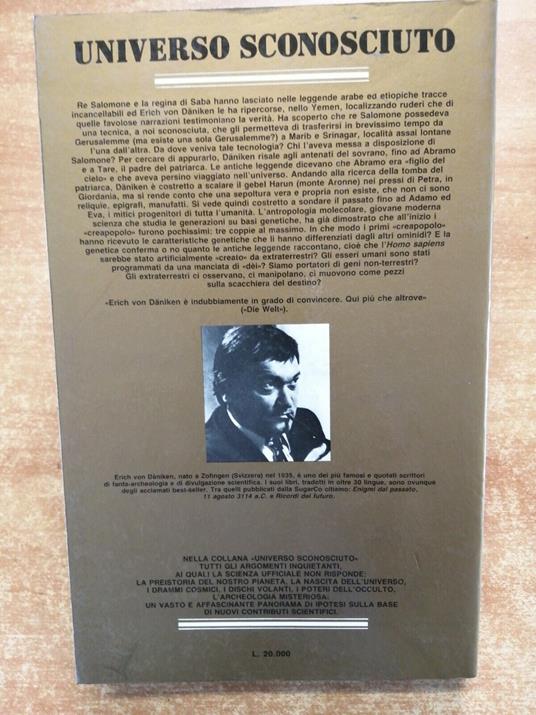 UNIVERSO SCONOSCIUTO
Re Salomone e la regina di Saba hanno lasciato nelle leggende arabe ed etiopiche tracce
incancellabili ed Erich von Däniken le ha ripercorse, nello Yemen, localizzando ruderi che di
quelle favolose narrazioni testimoniano la verità. Ha scoperto che re Salomone possedeva
una tecnica, a noi sconosciuta, che gli permetteva di trasferirsi in brevissimo tempo da
Gerusalemme (ma esiste una sola Gerusalemme?) a Marib e Srinagar, località assai lontane
l'una dall'altra. Da dove veniva tale tecnologia? Chi l'aveva messa a disposizione di
Salomone? Per cercare di appurarlo, Däniken risale agli antenati del sovrano, fino ad Abramo
e a Tare, il padre del patriarca. Le antiche leggende dicevano che Abramo era «figlio del
cielo» e che aveva persino viaggiato nell'universo. Andando alla ricerca della tomba del
patriarca, Däniken è costretto a scalare il gebel Harun (monte Aronne) nei pressi di Petra, in
Giordania, ma si rende conto che una sepoltura vera e propria non esiste, che non ci sono
reliquie, epigrafi, manufatti. Si vede quindi costretto a sondare il passato fino ad Adamo ed
Eva, i mitici progenitori di tutta l'umanità. L'antropologia molecolare, giovane moderna
scienza che studia le generazioni su basi genetiche, ha già dimostrato che all'inizio i
«creapopolo» furono pochissimi: tre coppie al massimo. In che modo i primi «creapopolo»
hanno ricevuto le caratteristiche genetiche che li hanno differenziati dagli altri ominidi? E la
genetica conferma o no quanto le antiche leggende raccontano, cioè che l'Homo sapiens
sarebbe stato artificialmente «creato» da extraterrestri? Gli esseri umani sono stati
programmati da una manciata di «dèi»? Siamo portatori di geni non-terrestri?
Gli extraterrestri ci osservano, ci manipolano, ci muovono come pezzi
sulla scacchiera del destino?
«Erich von Däniken è indubbiamente in grado di convincere. Qui più che altrove»
(«Die Welt»).
Erich von Däniken, nato a Zofingen (Svizzera) nel 1935, è uno dei più famosi e quotati scrittori
di fanta-archeologia e di divulgazione scientifica. I suoi libri, tradotti in oltre 30 lingue, sono ovunque
degli acclamati best-seller. Tra quelli pubblicati dalla SugarCo citiamo: Enigmi dal passato,
11 agosto 3114 a.C. e Ricordi del futuro.
NELLA COLLANA «UNIVERSO SCONOSCIUTO»
TUTTI GLI ARGOMENTI INQUIETANTI,
AI QUALI LA SCIENZA UFFICIALE NON RISPONDE:
LA PREISTORIA DEL NOSTRO PIANETA, LA NASCITA DELL'UNIVERSO,
I DRAMMI COSMICI, I DISCHI VOLANTI, I POTERI DELL'OCCULTO,
L'ARCHEOLOGIA MISTERIOSA:
UN VASTO E AFFASCINANTE PANORAMA DI IPOTESI SULLA BASE
DI NUOVI CONTRIBUTI SCIENTIFICI.
L. 20.000